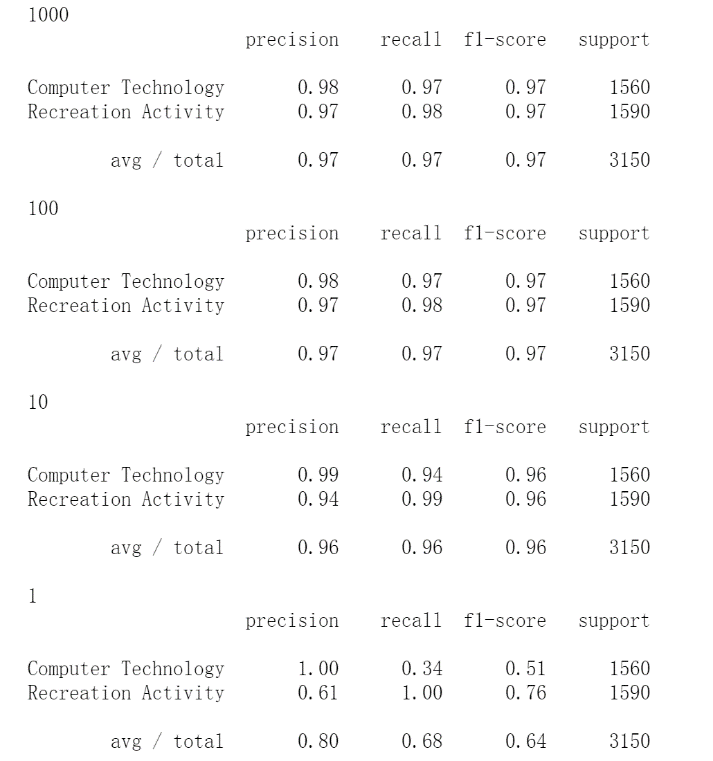 1000
precision recall f1-score support
Computer Technology 0.98 0.97 0.97 1560
Recreation Activity 0.97 0.98 0.97 1590
avg / total 0.97 0.97 0.97 3150
100
precision recall f1-score support
Computer Technology 0.98 0.97 0.97 1560
Recreation Activity 0.97 0.98 0.97 1590
avg / total 0.97 0.97 0.97 3150
10
precision recall f1-score support
Computer Technology 0.99 0.94 0.96 1560
Recreation Activity 0.94 0.99 0.96 1590
avg / total 0.96 0.96 0.96 3150
1
precision recall f1-score support
Computer Technology 1.00 0.34 0.51 1560
Recreation Activity 0.61 1.00 0.76 1590
avg / total 0.80 0.68 0.64 3150